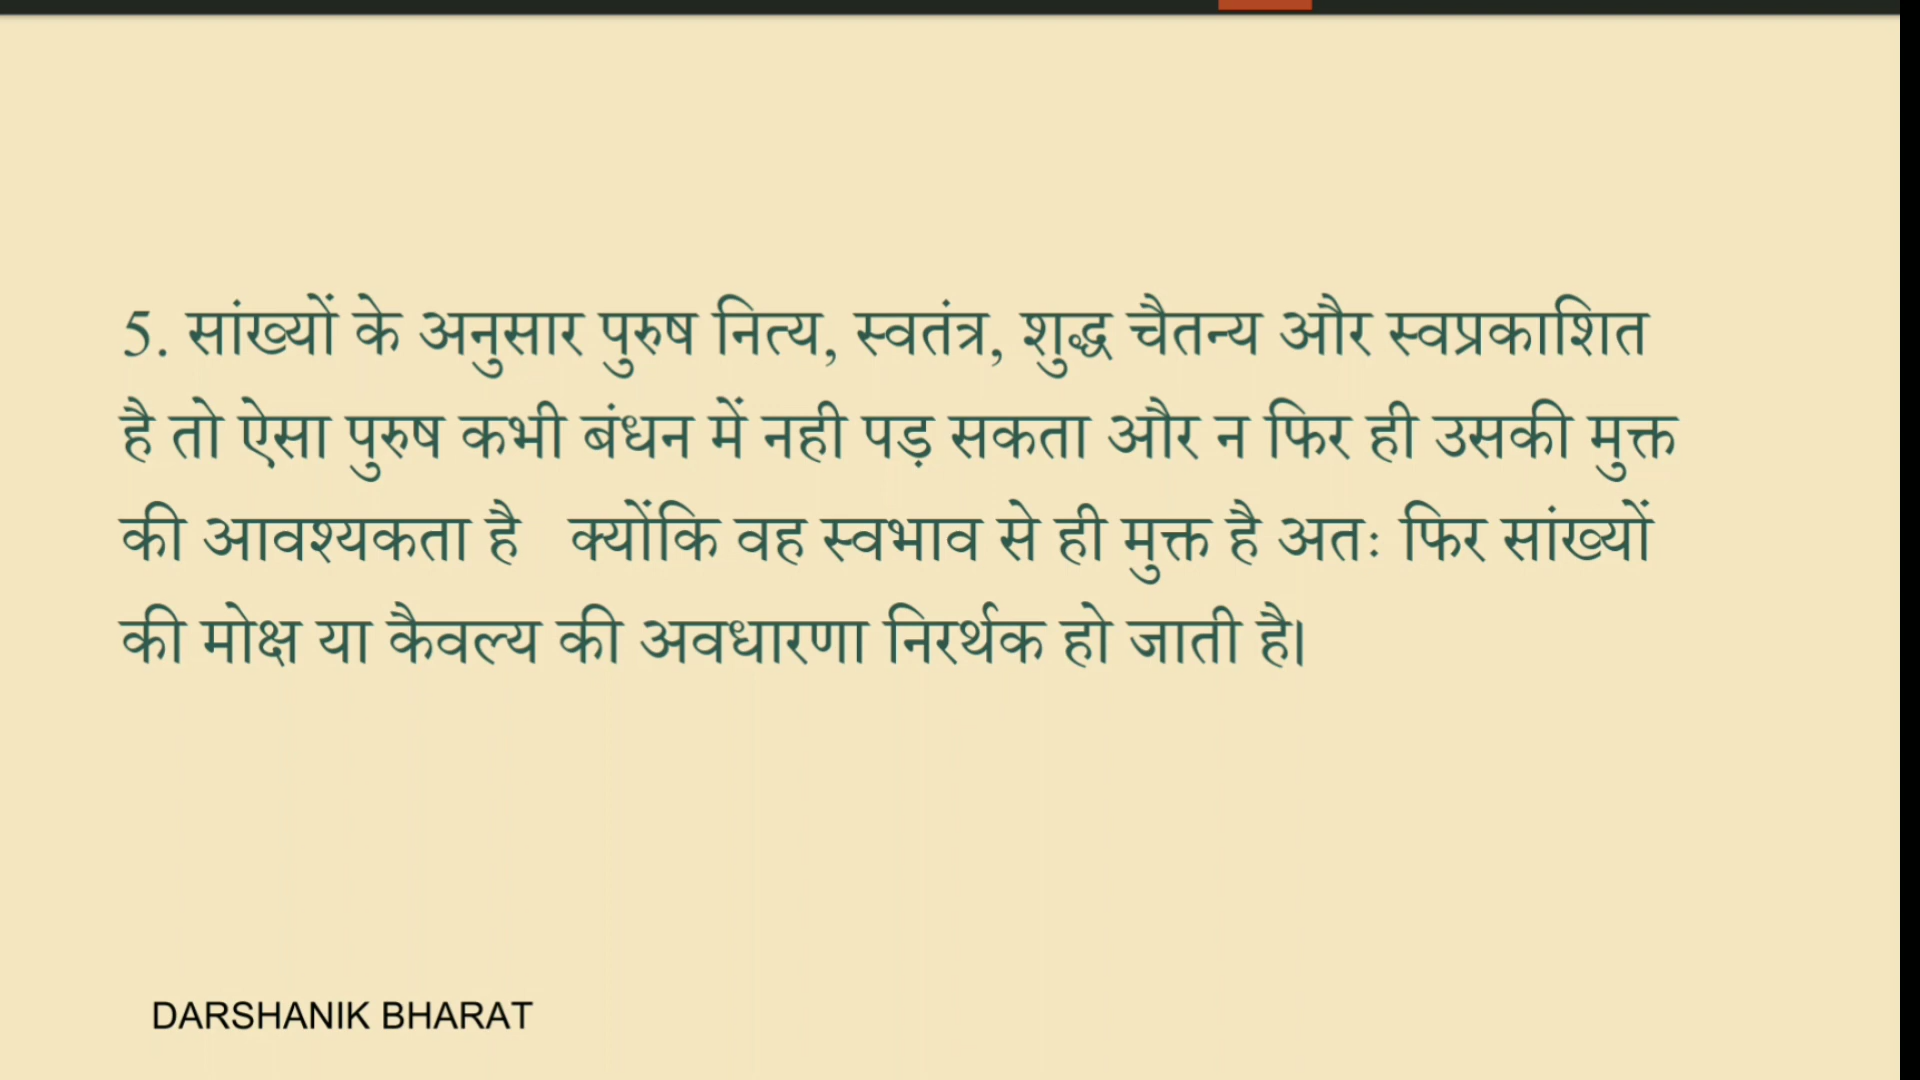 5. सांख्यों के अनुसार पुरुष नित्य, स्वतंत्र, शुद्ध चैतन्य और स्वप्रकाशित
है तो ऐसा पुरुष कभी बंधन में नही पड़ सकता और न फिर ही उसकी मुक्त
की आवश्यकता है क्योंकि वह स्वभाव से ही मुक्त है अतः फिर सांख्यों
की मोक्ष या कैवल्य की अवधारणा निरर्थक हो जाती है।
DARSHANIK BHARAT